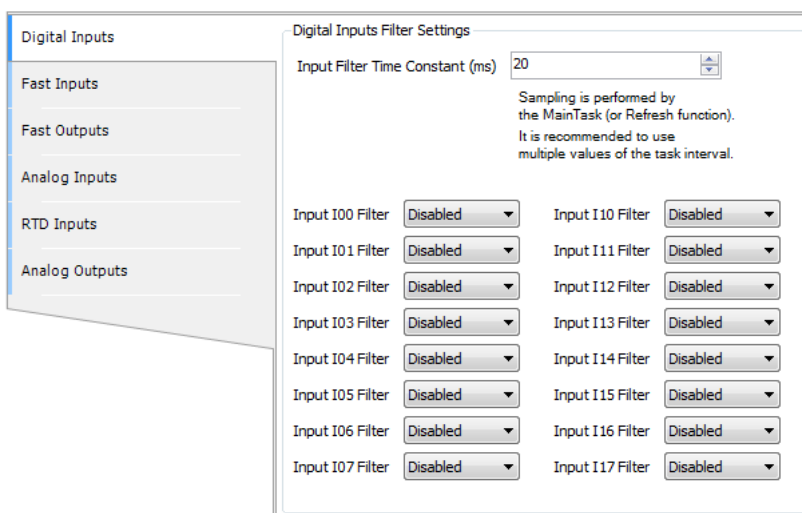 Digital Inputs
Fast Inputs
Fast Outputs
Analog Inputs
RTD Inputs
Analog Outputs
Digital Inputs Filter Settings
Input Filter Time Constant (ms) 20
Sampling is performed by
the MainTask (or Refresh function).
It is recommended to use
multiple values of the task interval.
Input I00 Filter Disabled Input I10 Filter Disabled
Input I01 Filter Disabled Input I11 Filter Disabled
Input I02 Filter Disabled Input I12 Filter Disabled
Input I03 Filter Disabled Input I13 Filter Disabled
Input I04 Filter Disabled Input I14 Filter Disabled
Input I05 Filter Disabled Input I15 Filter Disabled
Input I06 Filter Disabled Input I16 Filter Disabled
Input I07 Filter Disabled Input I17 Filter Disabled